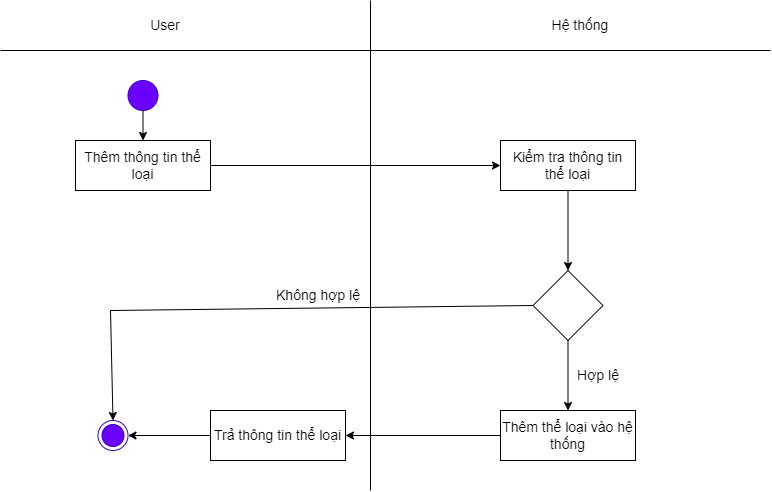 User
Hệ thống
Thêm thông tin thể
loại
Kiểm tra thông tin
thể loại
Không hợp lệ
Hợp lệ
Trả thông tin thể loại
Thêm thể loại vào hệ
thống